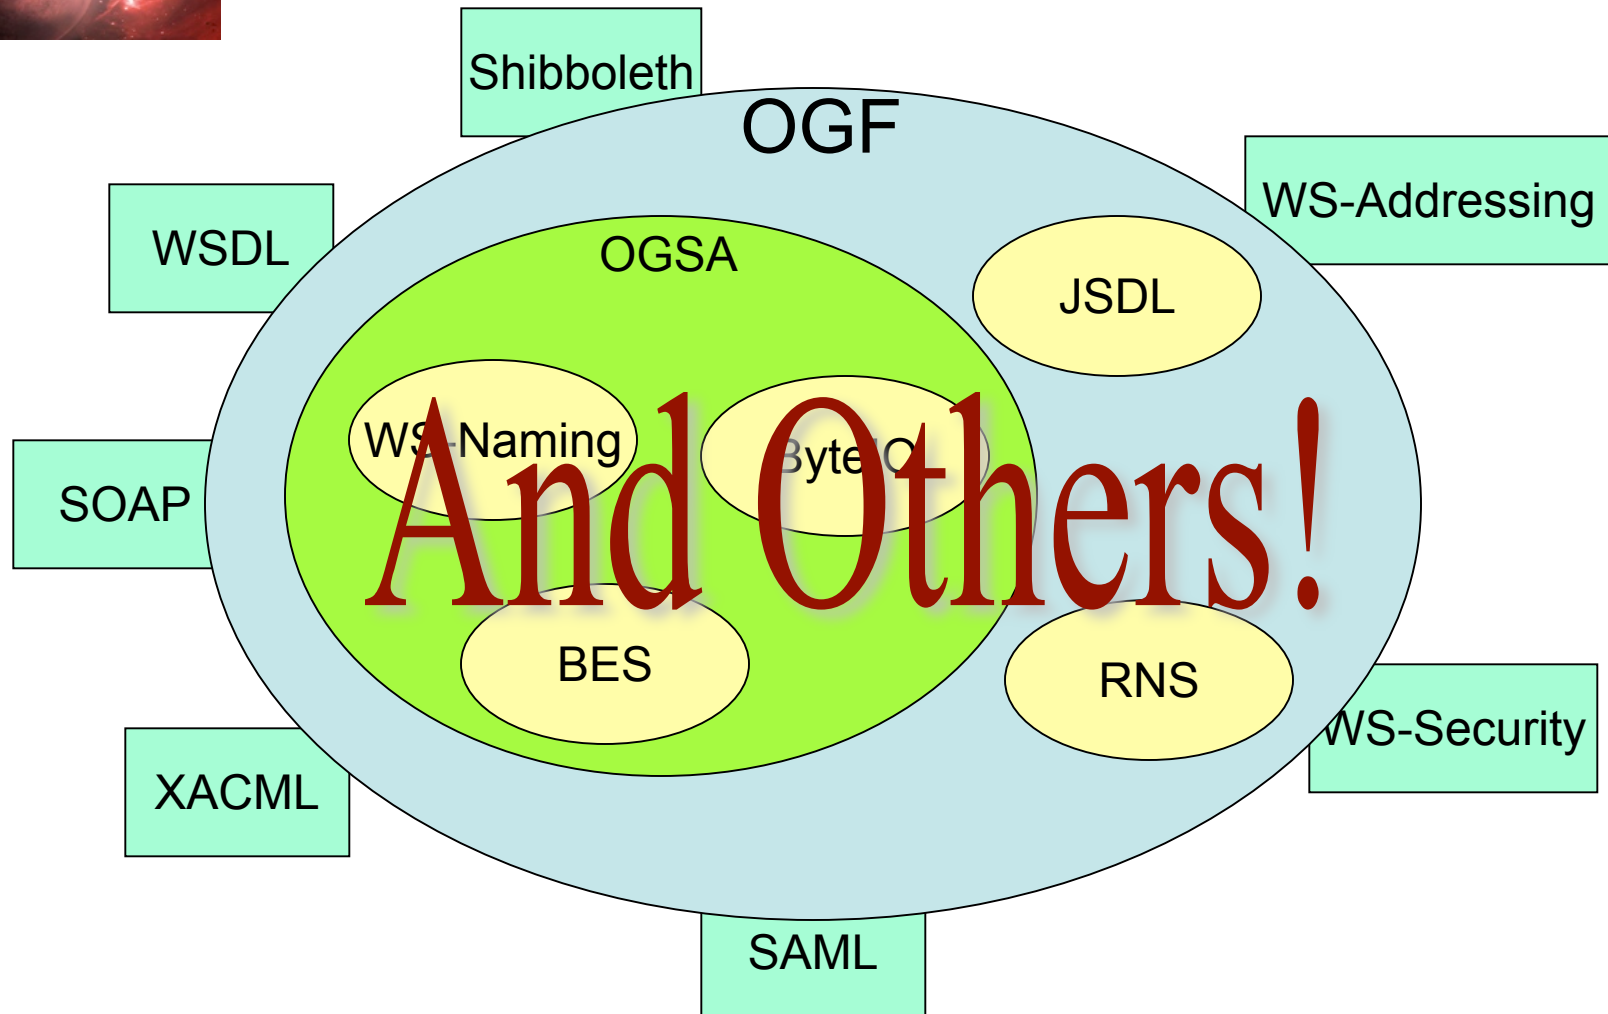 Shibboleth
OGF
WS-Addressing
WSDL
OGSA
JSDL
WS-Naming
ByteIO
And Others!
SOAP
BES
RNS
WS-Security
XACML
SAML